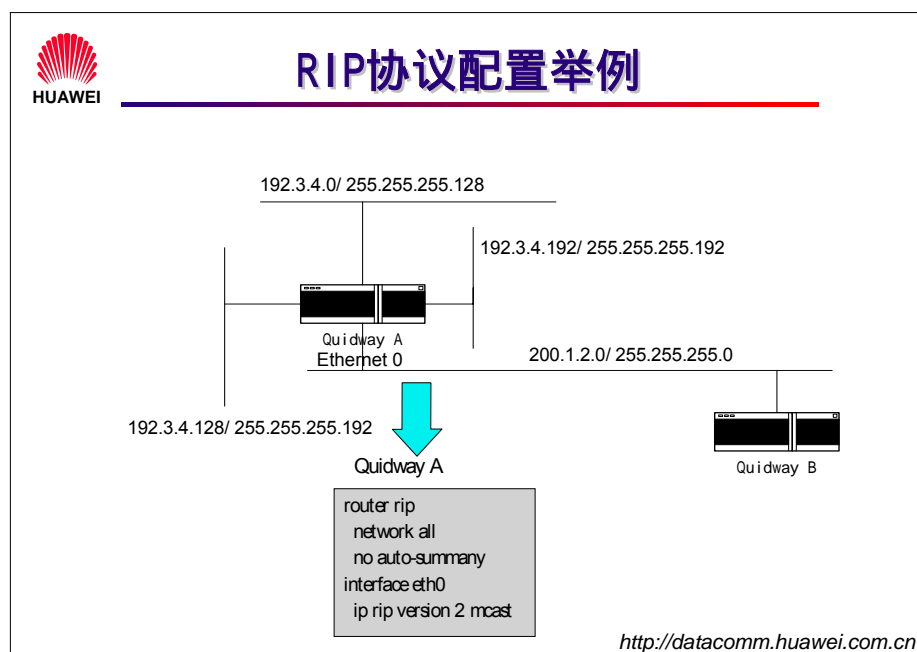 HUAWEI
RIP协议配置举例
192.3.4.0/ 255.255.255.128
192.3.4.192/ 255.255.255.192
Quidway A
Ethernet 0
200.1.2.0/ 255.255.255.0
192.3.4.128/ 255.255.255.192
Quidway B
Quidway A
router rip
network all
no auto-summany
interface eth0
ip rip version 2 mcast
http://datacomm.huawei.com.cn